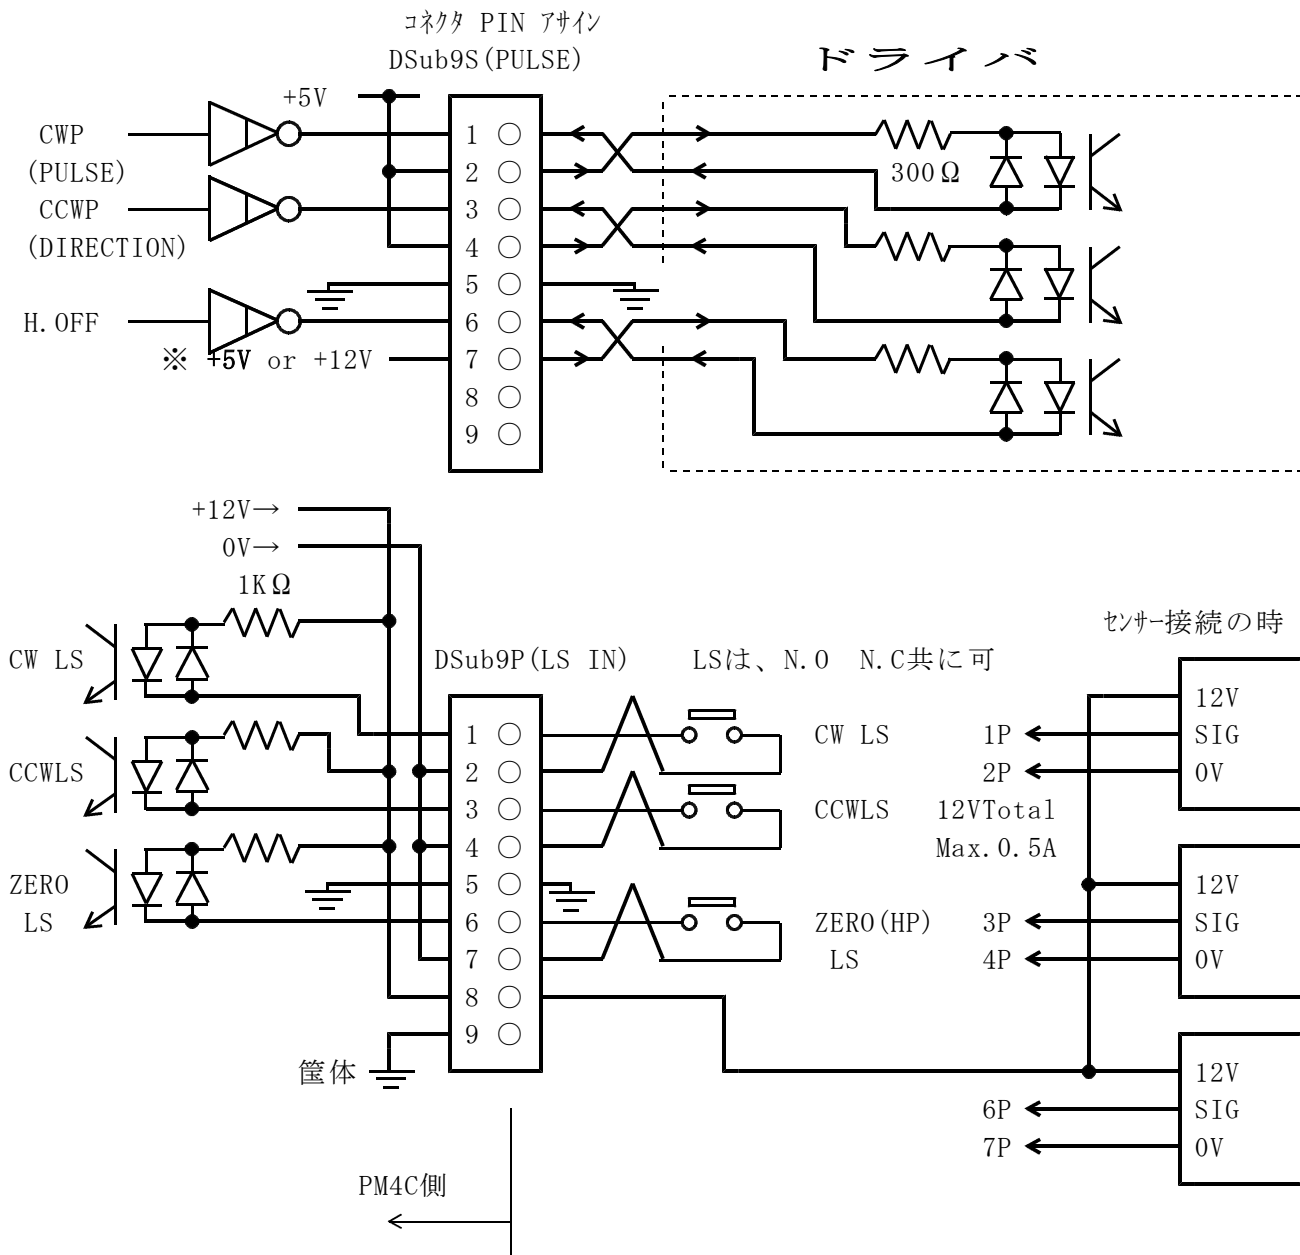 コネクタ PIN アサイン
DSub9S(PULSE)
ドライバ
+5V
CWP
(PULSE)
CCWP
(DIRECTION)
H.OFF
※ +5V or +12V
1
2
3
4
5
6
7
8
9
300Ω
+12V→
0V→
1KΩ
CW LS
CCWLS
ZERO
LS
DSub9P(LS IN)
LSは、N.O N.C共に可
1
2
3
4
5
6
7
8
9
筐体
CW LS
CCWLS
ZERO(HP)
LS
センサー接続の時
1P
2P
12VTotal
Max.0.5A
3P
4P
6P
7P
12V
SIG
0V
12V
SIG
0V
12V
SIG
0V
PM4C側